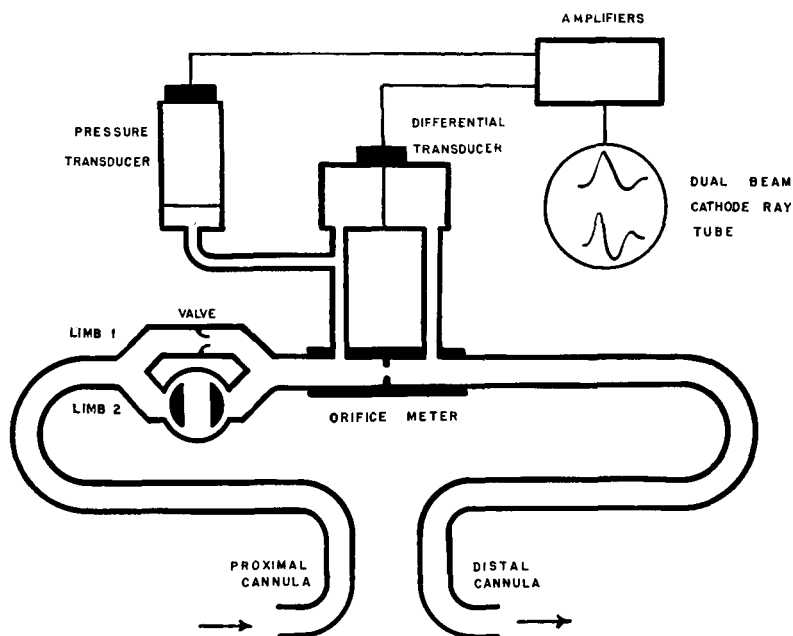 AMPLIFIERS
PRESSURE
TRANSDUCER
DIFFERENTIAL
TRANSDUCER
DUAL BEAM
CATHODE RAY
TUBE
VALVE
LIMB 1
LIMB 2
ORIFICE METER
PROXIMAL
CANNULA
DISTAL
CANNULA